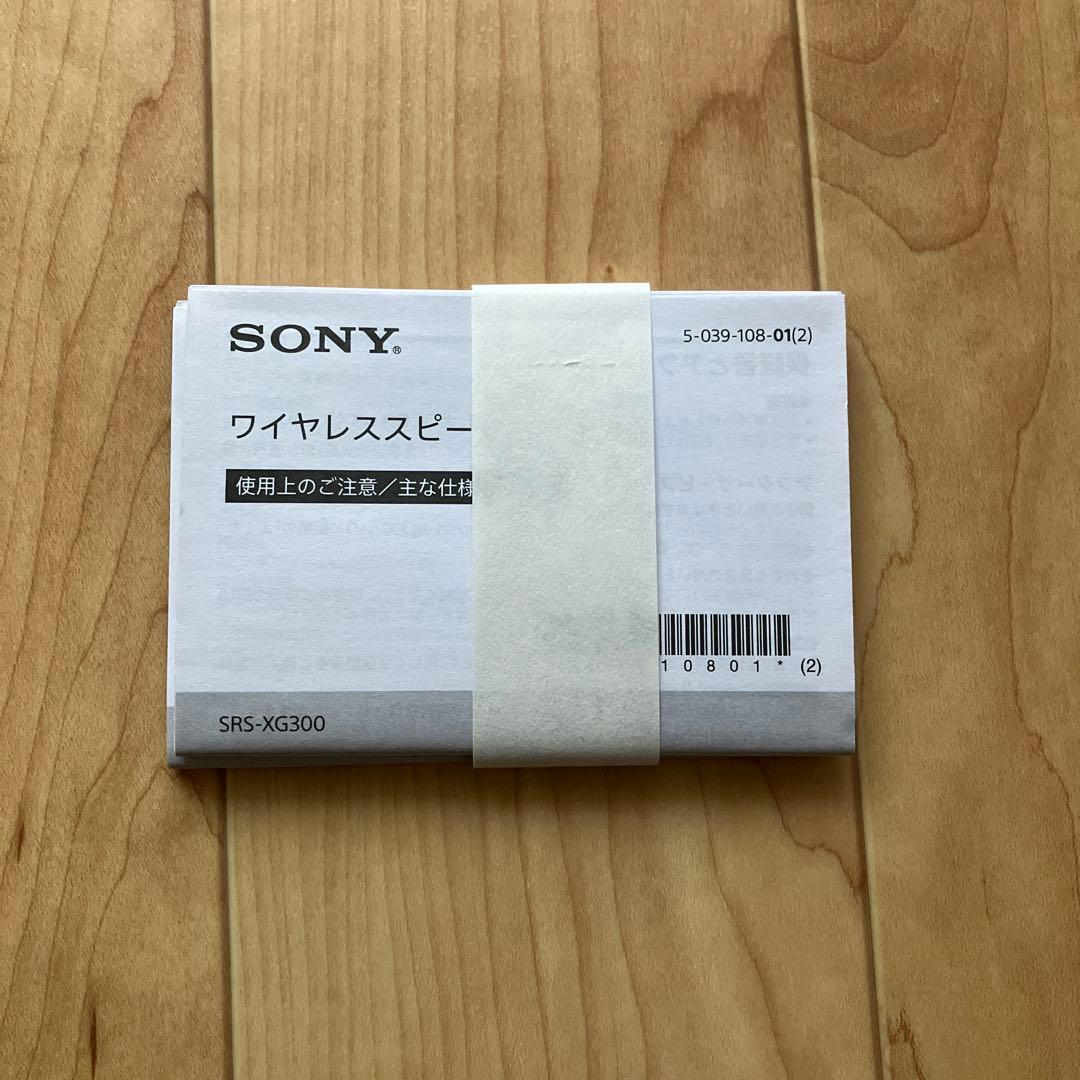 SONY®
5-039-108-01(2)
ワイヤレススピー
使用上のご注意／主な仕様
10801* (2)
SRS-XG300